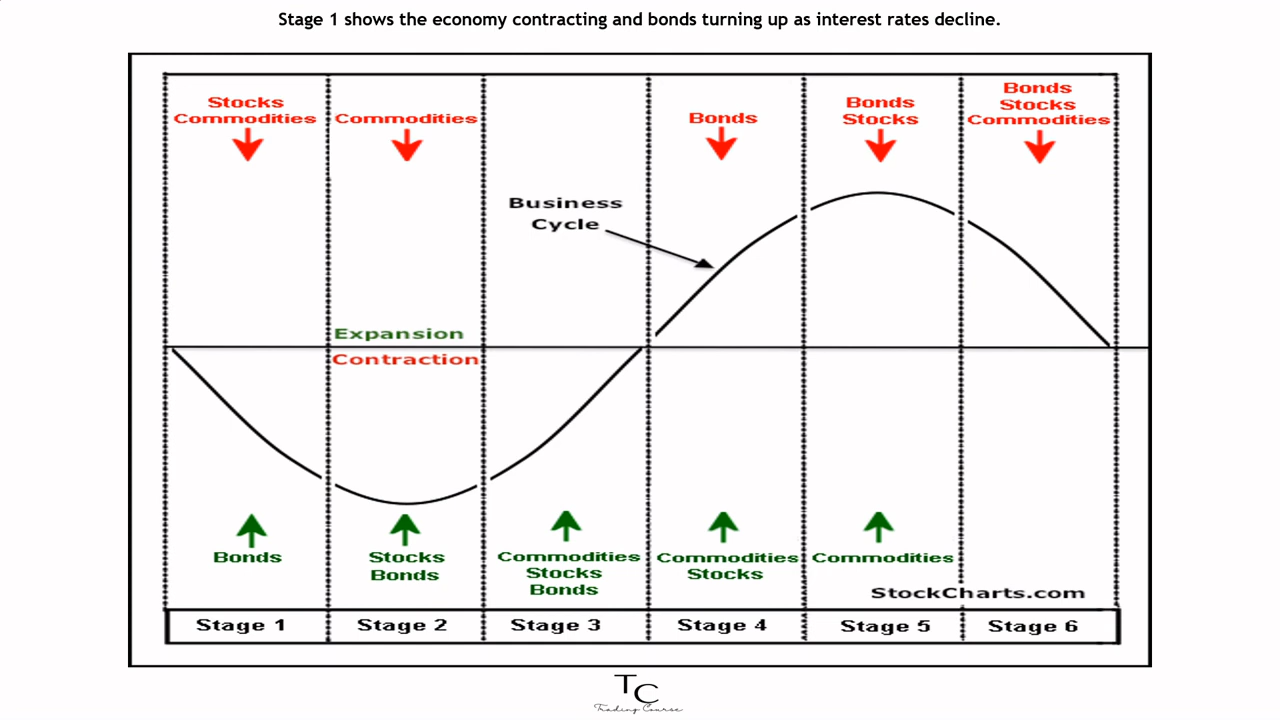 Stage 1 shows the economy contracting and bonds turning up as interest rates decline.
Stocks
Commodities
Commodities
Bonds
Bonds
Stocks
Bonds
Stocks
Commodities
Business
Cycle
Expansion
Contraction
Bonds
Stocks
Bonds
Commodities
Stocks
Bonds
Commodities
Stocks
Commodities
StockCharts.com
Stage 1
Stage 2
Stage 3
Stage 4
Stage 5
Stage 6
TC
Trading Course